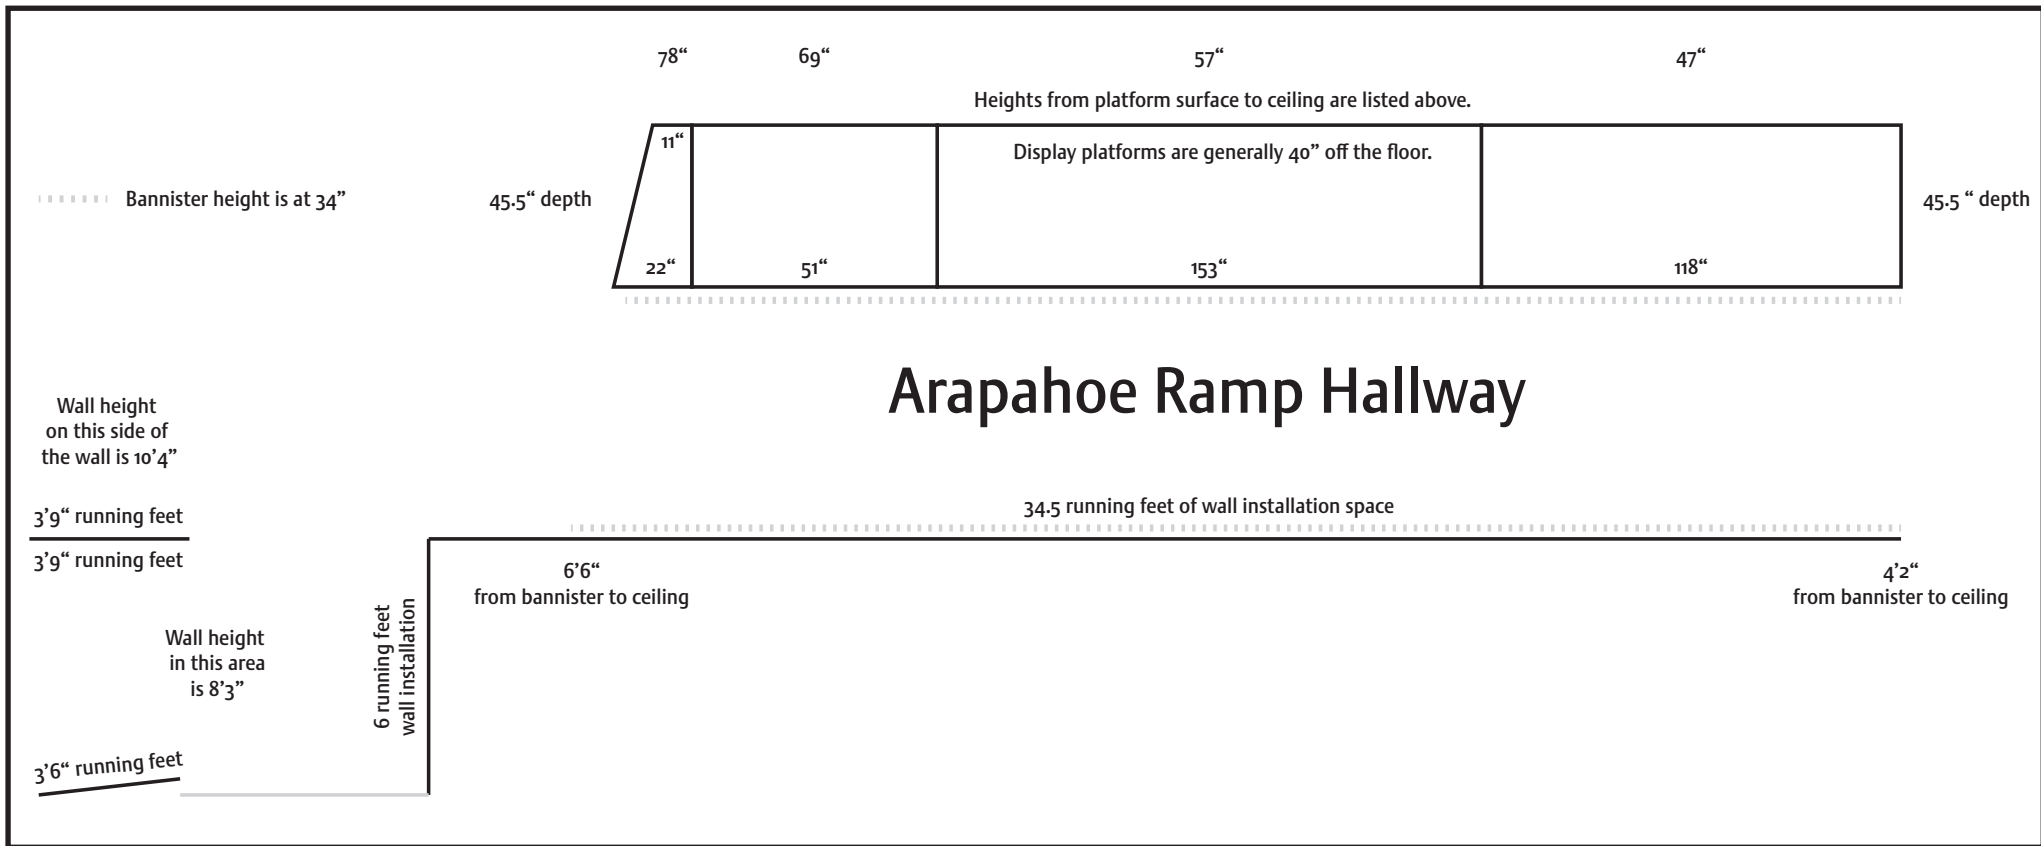 78“
69“
57“
47“
Heights from platform surface to ceiling are listed above.
11“
Display platforms are generally 40” off the floor.
Bannister height is at 34”
45.5“ depth
45.5 “ depth
22“
51“
153“
118“
Arapahoe Ramp Hallway
Wall height
on this side of
the wall is 10’4”
34.5 running feet of wall installation space
3’9“ running feet
3’9“ running feet
6’6“
from bannister to ceiling
4’2“
from bannister to ceiling
6 running feet
wall installation
Wall height
in this area
is 8’3”
3’6“ running feet